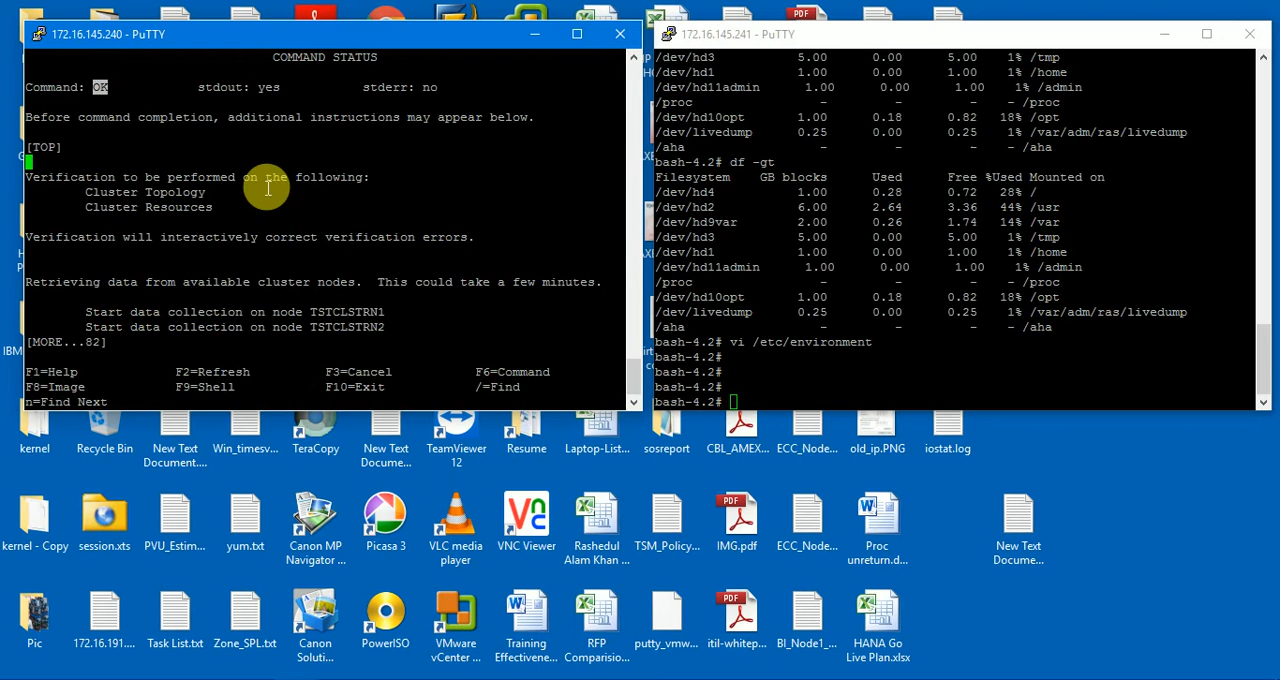 172.16.145.240 - PuTTY
COMMAND STATUS
Command: OK stdout: yes stderr: no
Before command completion, additional instructions may appear below.
[TOP]
Verification to be performed on the following:
Cluster Topology
Cluster Resources
Verification will interactively correct verification errors.
Retrieving data from available cluster nodes. This could take a few minutes.
Start data collection on node TSTCLSTRN1
Start data collection on node TSTCLSTRN2
[MORE...82]
F1=Help F2=Refresh F3=Cancel F6=Command
F8=Image F9=Shell F10=Exit /=Find
n=Find Next
172.16.145.241 - PuTTY
/dev/hd3 5.00 0.00 5.00 1% /tmp
/dev/hd1 1.00 0.00 1.00 1% /home
/dev/hd11admin 1.00 0.00 1.00 1% /admin
/proc - - - - /proc
/dev/hd10opt 1.00 0.18 0.82 18% /opt
/dev/livedump 0.25 0.00 0.25 1% /var/adm/ras/livedump
/aha - - - - /aha
bash-4.2# df -gt
Filesystem GB blocks Used Free %Used Mounted on
/dev/hd4 1.00 0.28 0.72 28% /
/dev/hd2 6.00 2.64 3.36 44% /usr
/dev/hd9var 2.00 0.26 1.74 14% /var
/dev/hd3 5.00 0.00 5.00 1% /tmp
/dev/hd1 1.00 0.00 1.00 1% /home
/dev/hd11admin 1.00 0.00 1.00 1% /admin
/proc - - - - /proc
/dev/hd10opt 1.00 0.18 0.82 18% /opt
/dev/livedump 0.25 0.00 0.25 1% /var/adm/ras/livedump
/aha - - - - /aha
bash-4.2# vi /etc/environment
bash-4.2#
bash-4.2#
bash-4.2#
bash-4.2#
PDF
IBM
kernel
Recycle Bin
New Text
Document....
Win_timesv...
TeraCopy
New Text
Docume...
TeamViewer
12
Resume
Laptop-List...
sosreport
CBL_AMEX...
ECC_Node...
old_ip.PNG
iostat.log
kernel - Copy
session.xts
PVU_Estim...
yum.txt
Canon MP
Navigator ...
Picasa 3
VLC media
player
VNC Viewer
Rashedul
Alam Khan ...
TSM_Policy...
PDF
IMG.pdf
ECC_Node...
Proc
unreturn.d...
New Text
Docume...
Pic
172.16.191....
Task List.txt
Zone_SPL.txt
Canon
Soluti...
PowerISO
VMware
vCenter ...
Training
Effectivene...
RFP
Comparision...
putty_vmw...
PDF
itil-whitep...
BI_Node1_...
HANA Go
Live Plan.xlsx